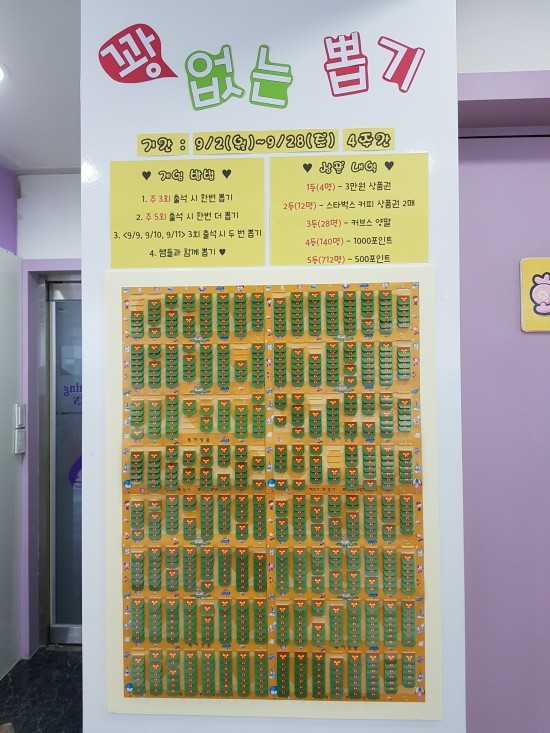 꽝 없는 뽑기
기간 : 9/2(월)~9/28(토) 4주간
♥ 게임 방법 ♥
1. 주 3회 출석 시 한번 뽑기
2. 주 5회 출석 시 한번 더 뽑기
3. <9/9, 9/10, 9/11> 3회 출석시 두 번 뽑기
4. 쌤들과 함께 뽑기 ♥
♥ 상품 내역 ♥
1등(4명) - 3만원 상품권
2등(12명) - 스타벅스 커피 상품권 2매
3등(28명) - 커브스 양말
4등(140명) - 1000포인트
5등(712명) - 500포인트